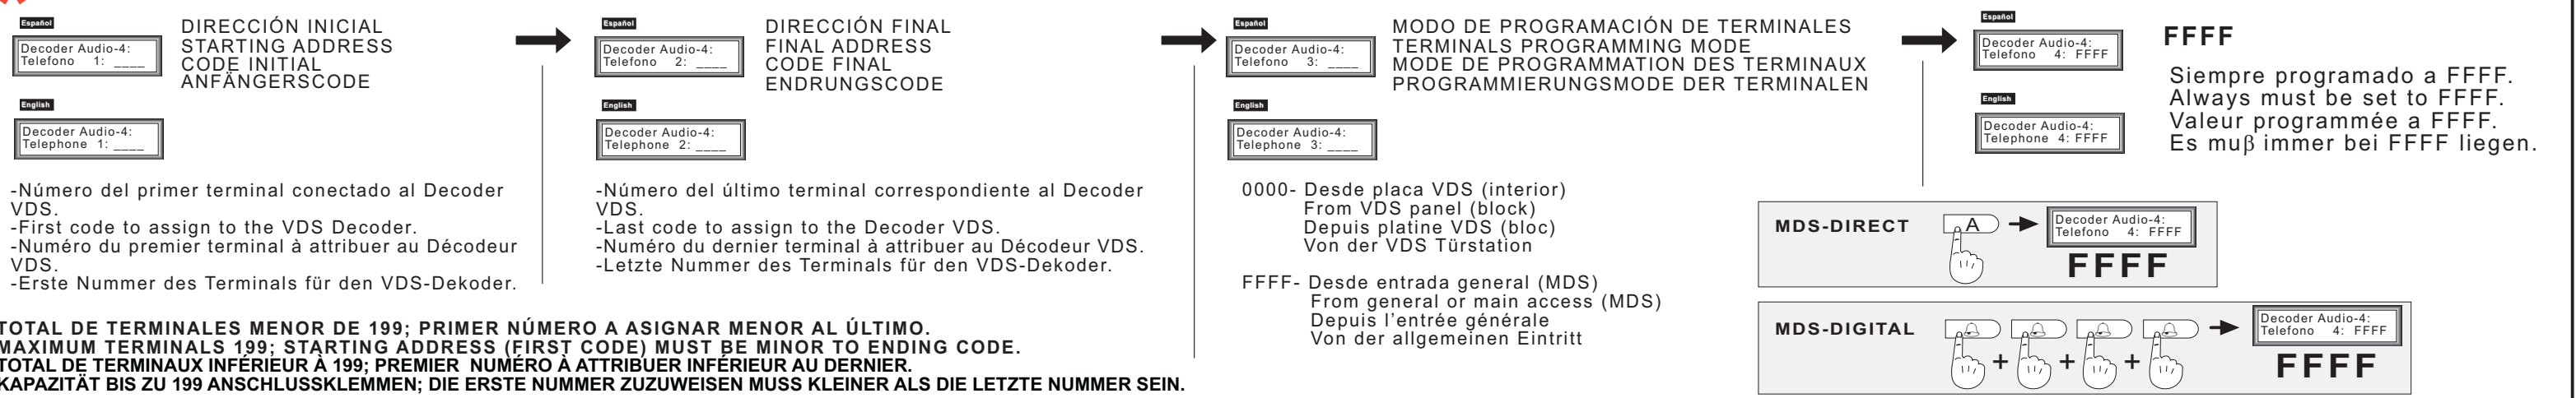 Español
Decoder Audio-4:
Telefono 1: ____
English
Decoder Audio-4:
Telephone 1: ____
DIRECCIÓN INICIAL
STARTING ADDRESS
CODE INITIAL
ANFÄNGERSCODE
-Número del primer terminal conectado al Decoder
VDS.
-First code to assign to the VDS Decoder.
-Numéro du premier terminal à attribuer au Décodeur
VDS.
-Erste Nummer des Terminals für den VDS-Dekoder.
Español
Decoder Audio-4:
Telefono 2: ____
English
Decoder Audio-4:
Telephone 2: ____
DIRECCIÓN FINAL
FINAL ADDRESS
CODE FINAL
ENDRUNGSCODE
-Número del último terminal correspondiente al Decoder
VDS.
-Last code to assign to the Decoder VDS.
-Numéro du dernier terminal à attribuer au Décodeur VDS.
-Letzte Nummer des Terminals für den VDS-Dekoder.
TOTAL DE TERMINALES MENOR DE 199; PRIMER NÚMERO A ASIGNAR MENOR AL ÚLTIMO.
MAXIMUM TERMINALS 199; STARTING ADDRESS (FIRST CODE) MUST BE MINOR TO ENDING CODE.
TOTAL DE TERMINAUX INFÉRIEUR À 199; PREMIER NUMÉRO À ATTRIBUER INFÉRIEUR AU DERNIER.
KAPAZITÄT BIS ZU 199 ANSCHLUSSKLEMMEN; DIE ERSTE NUMMER ZUZUWEISEN MUSS KLEINER ALS DIE LETZTE NUMMER SEIN.
Español
Decoder Audio-4:
Telefono 3: ____
English
Decoder Audio-4:
Telephone 3: ____
MODO DE PROGRAMACIÓN DE TERMINALES
TERMINALS PROGRAMMING MODE
MODE DE PROGRAMMATION DES TERMINAUX
PROGRAMMIERUNGSMODE DER TERMINALEN
0000- Desde placa VDS (interior)
From VDS panel (block)
Depuis platine VDS (bloc)
Von der VDS Türstation
FFFF- Desde entrada general (MDS)
From general or main access (MDS)
Depuis l'entrée générale
Von der allgemeinen Eintritt
Español
Decoder Audio-4:
Telefono 4: FFFF
English
Decoder Audio-4:
Telephone 4: FFFF
FFFF
Siempre programado a FFFF.
Always must be set to FFFF.
Valeur programmée a FFFF.
Es muβ immer bei FFFF liegen.
MDS-DIRECT
A
Decoder Audio-4:
Telefono 4: FFFF
FFFF
MDS-DIGITAL
+ + +
Decoder Audio-4:
Telefono 4: FFFF
FFFF